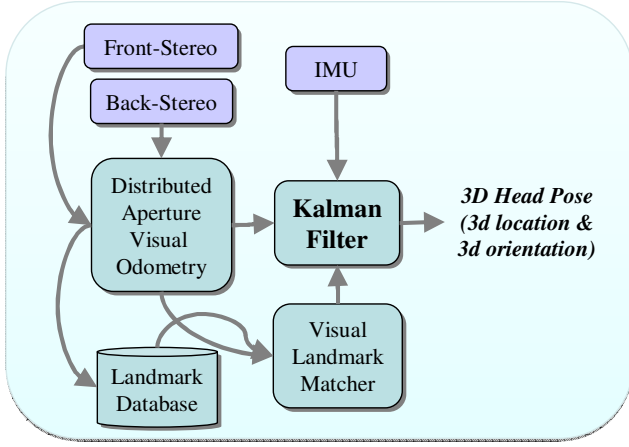 Front-Stereo
Back-Stereo
IMU
Distributed
Aperture
Visual
Odometry
Kalman
Filter
3D Head Pose
(3d location &
3d orientation)
Landmark
Database
Visual
Landmark
Matcher